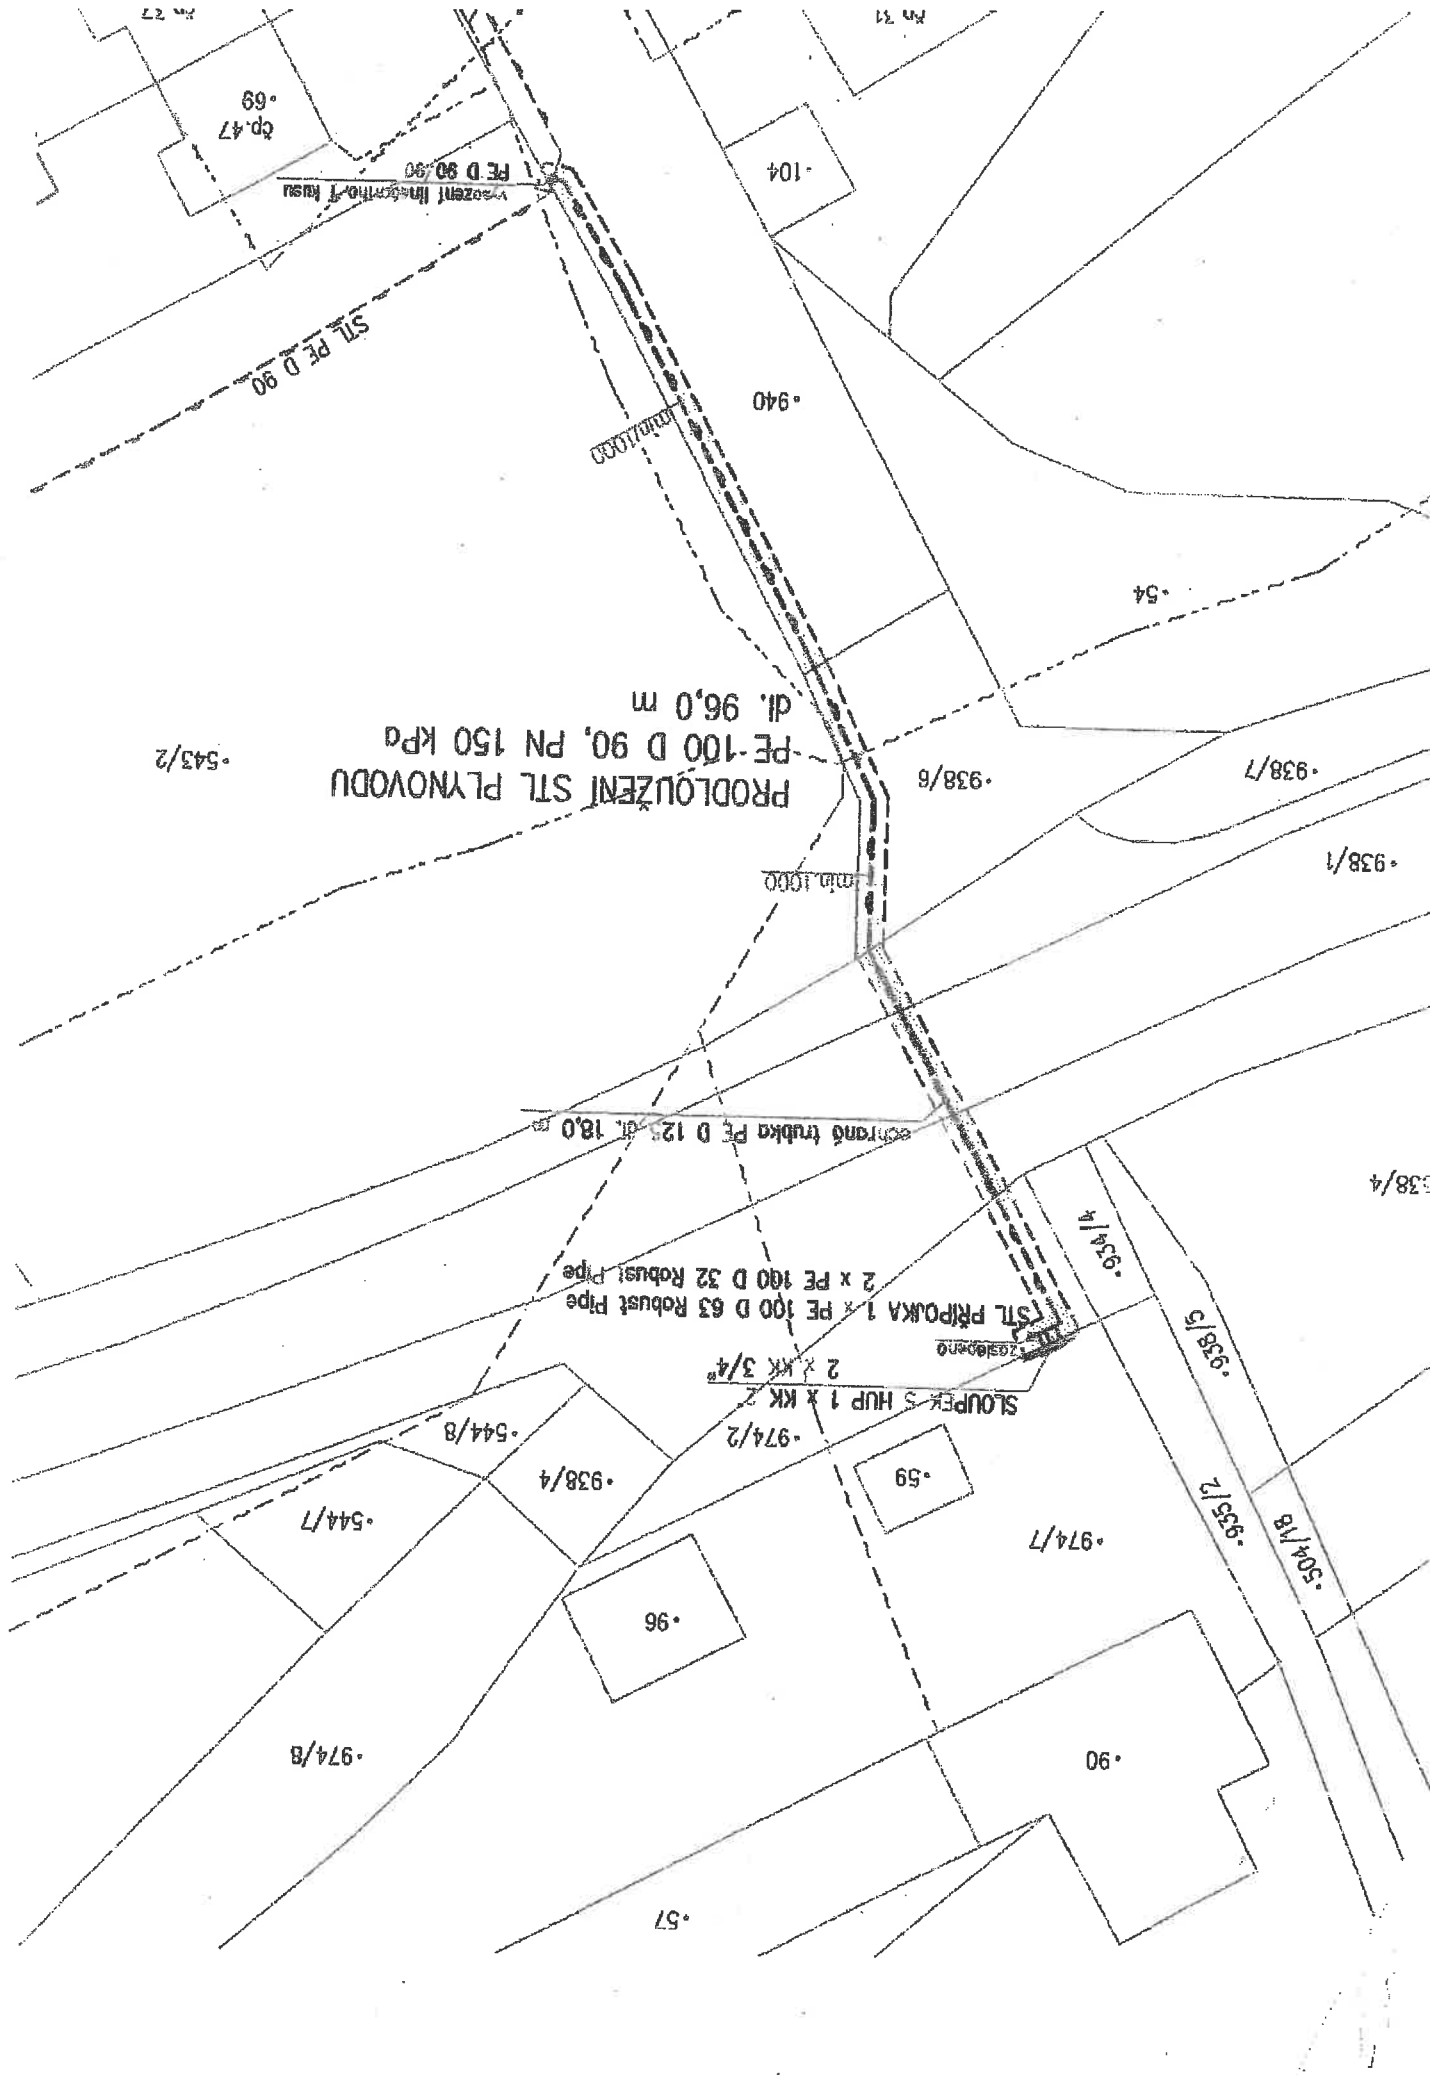 •57
•90
•974/8
•96
•974/7
•504/18
•935/2
•544/7
•938/4
•59
•544/8
•974/2
SLOUPEK S HUP 1 x KK 2"
2 x KK 3/4"
zaslepeno
STL PŘÍPOJKA 1 x PE 100 D 63 Robust Pipe
2 x PE 100 D 32 Robust Pipe
•938/5
•934/4
938/4
ochraná trubka PE D 125 dl. 18,0 m
min.1000
•938/1
•938/7
•938/6
PRODLOUŽENÍ STL PLYNOVODU
PE 100 D 90, PN 150 kPa
dl. 96,0 m
•543/2
•54
•940
min.1000
STL PE D 90
vsazení kusu
PE D 90/90
•104
čp.47
•69
čp.31